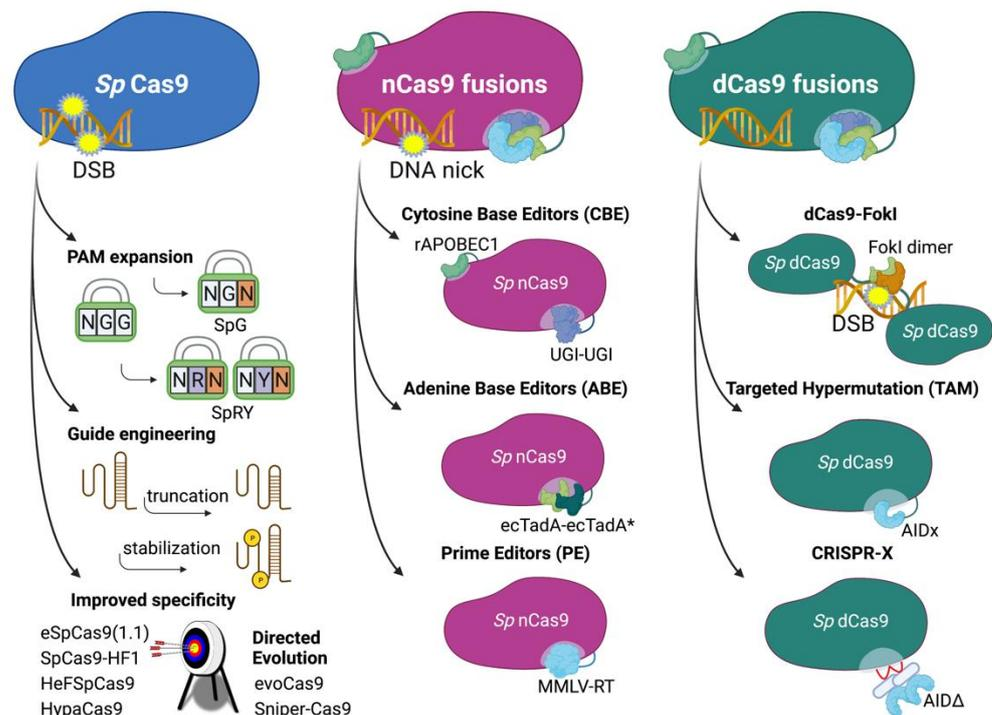 Sp Cas9
DSB
PAM expansion
NGG
NGN
SpG
NRN NYN
SpRY
Guide engineering
truncation
stabilization
P
P
Improved specificity
eSpCas9(1.1)
SpCas9-HF1
HeFSpCas9
HypaCas9
Directed
Evolution
evoCas9
Sniper-Cas9
nCas9 fusions
DNA nick
Cytosine Base Editors (CBE)
rAPOBEC1
Sp nCas9
UGI-UGI
Adenine Base Editors (ABE)
Sp nCas9
ecTadA-ecTadA*
Prime Editors (PE)
Sp nCas9
MMLV-RT
dCas9 fusions
dCas9-FokI
Sp dCas9
FokI dimer
DSB
Sp dCas9
Targeted Hypermutation (TAM)
Sp dCas9
AIDx
CRISPR-X
Sp dCas9
AIDΔ